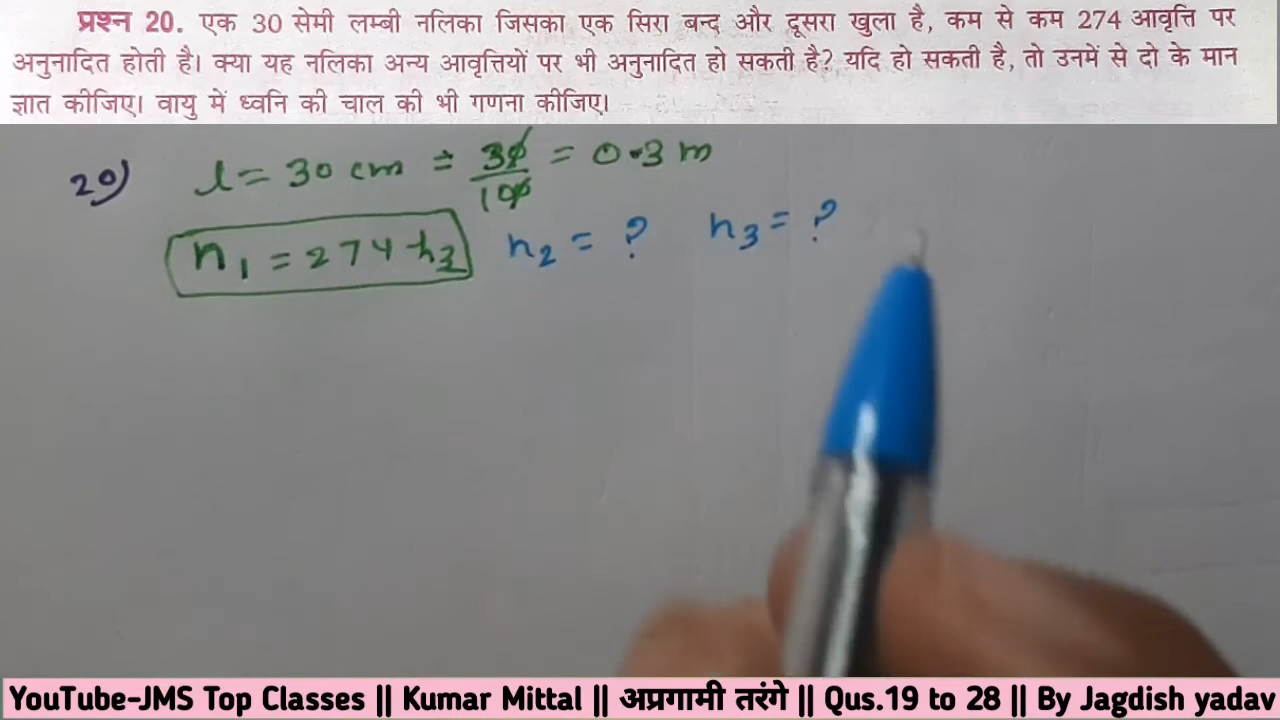 प्रश्न 20. एक 30 सेमी लम्बी नलिका जिसका एक सिरा बन्द और दूसरा खुला है, कम से कम 274 आवृत्ति पर
अनुनादित होती है। क्या यह नलिका अन्य आवृत्तियों पर भी अनुनादित हो सकती है? यदि हो सकती है, तो उनमें से दो के मान
ज्ञात कीजिए। वायु में ध्वनि की चाल की भी गणना कीजिए।
20) l = 30 cm = 30/100 = 0.3 m
n₁ = 274 hz n₂ = ? n₃ = ?
YouTube-JMS Top Classes || Kumar Mittal || अप्रगामी तरंगे || Qus.19 to 28 || By Jagdish yadav